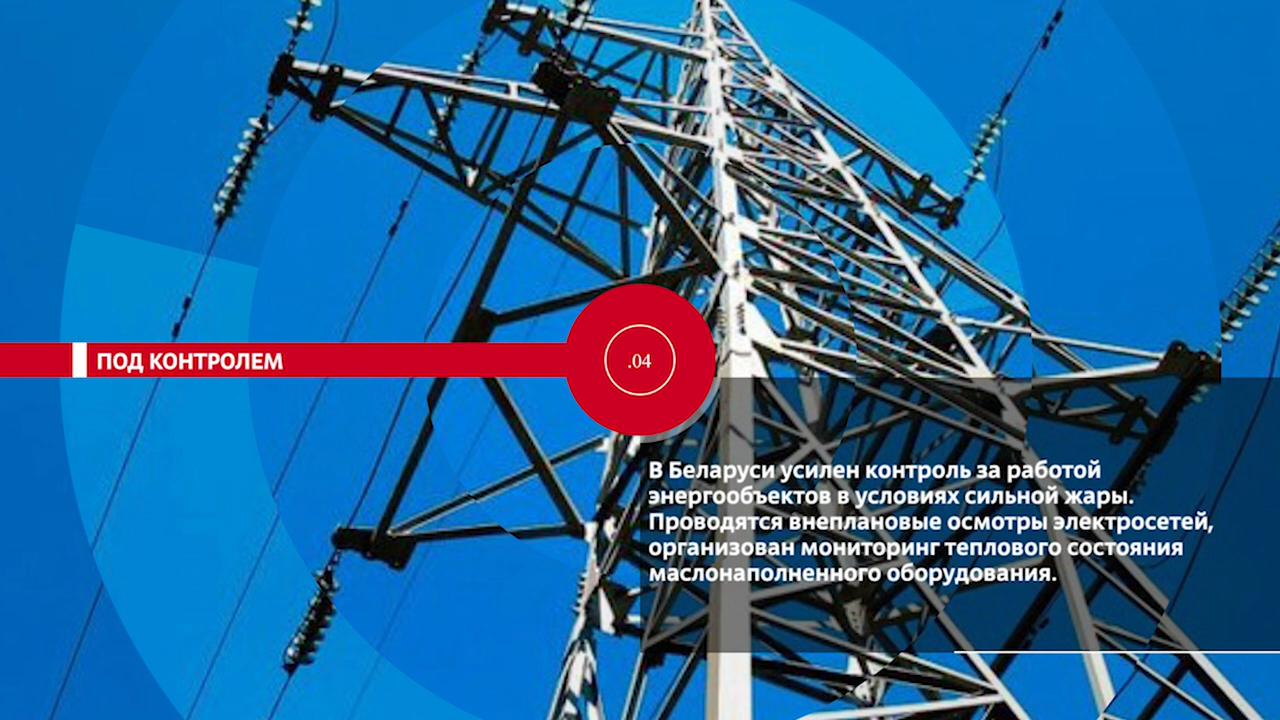 ПОД КОНТРОЛЕМ
.04
В Беларуси усилен контроль за работой
энергообъектов в условиях сильной жары.
Проводятся внеплановые осмотры электросетей,
организован мониторинг теплового состояния
маслонаполненного оборудования.